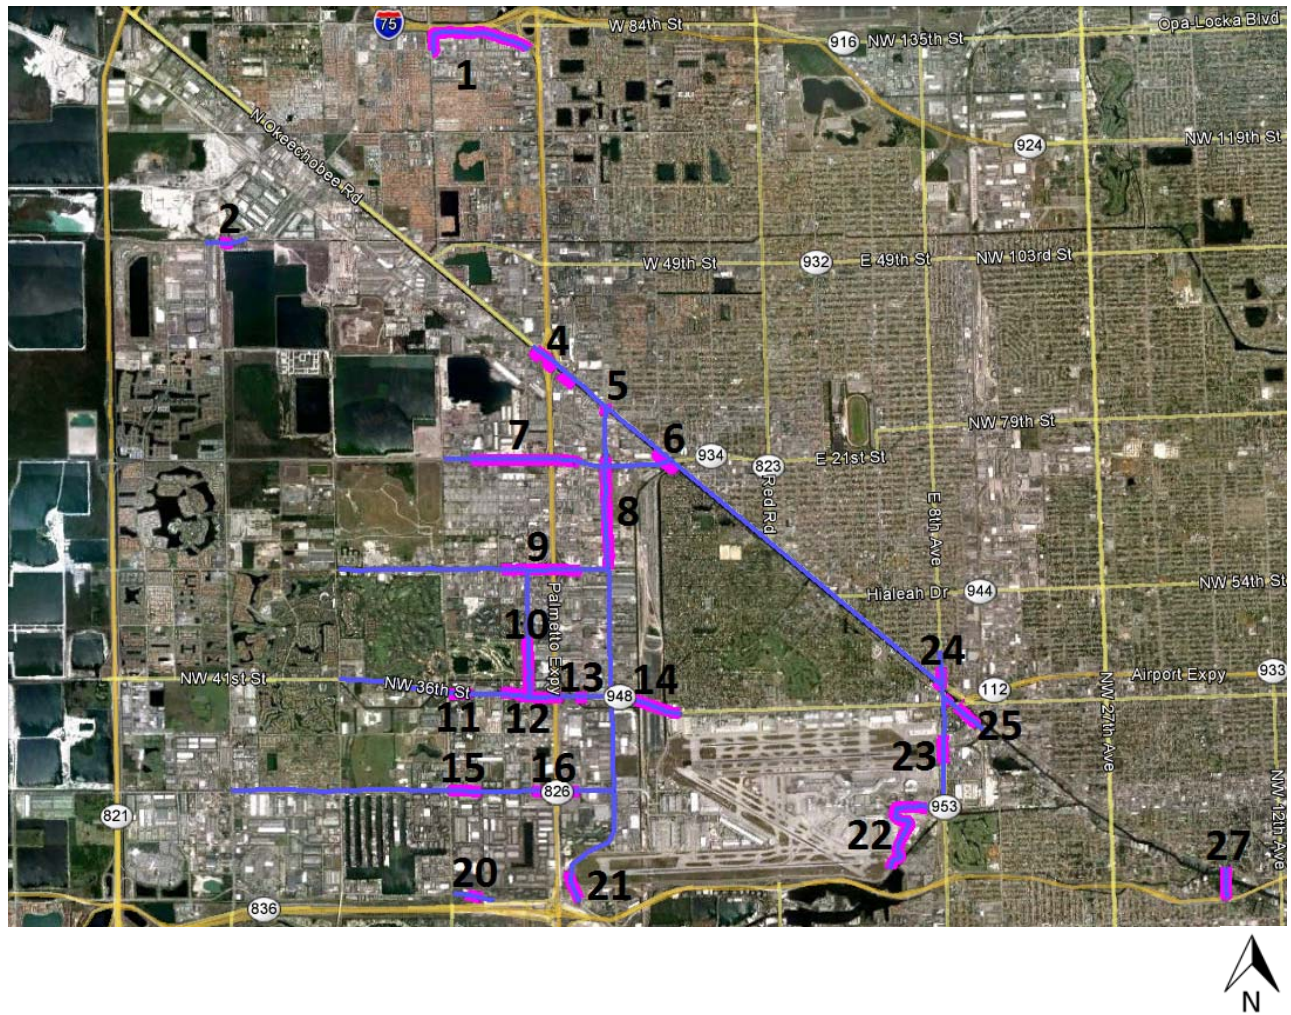 75
W 84th St
Opa-Locka Blvd
916
NW 135th St
1
N Okeechobee Rd
924
NW 119th St
2
W 49th St
932
E 49th St
NW 103rd St
4
5
NW 79th St
7
6
934
823
E 21st St
Red Rd
E 8th Ave
8
9
Palmetto Expy
Hialeah Dr
944
NW 54th St
10
NW 41st St
NW 36th St
13
948
14
24
112
Airport Expy
933
11
12
25
NW 27th Ave
23
15
16
826
821
953
22
NW 12th Ave
27
20
21
836
N